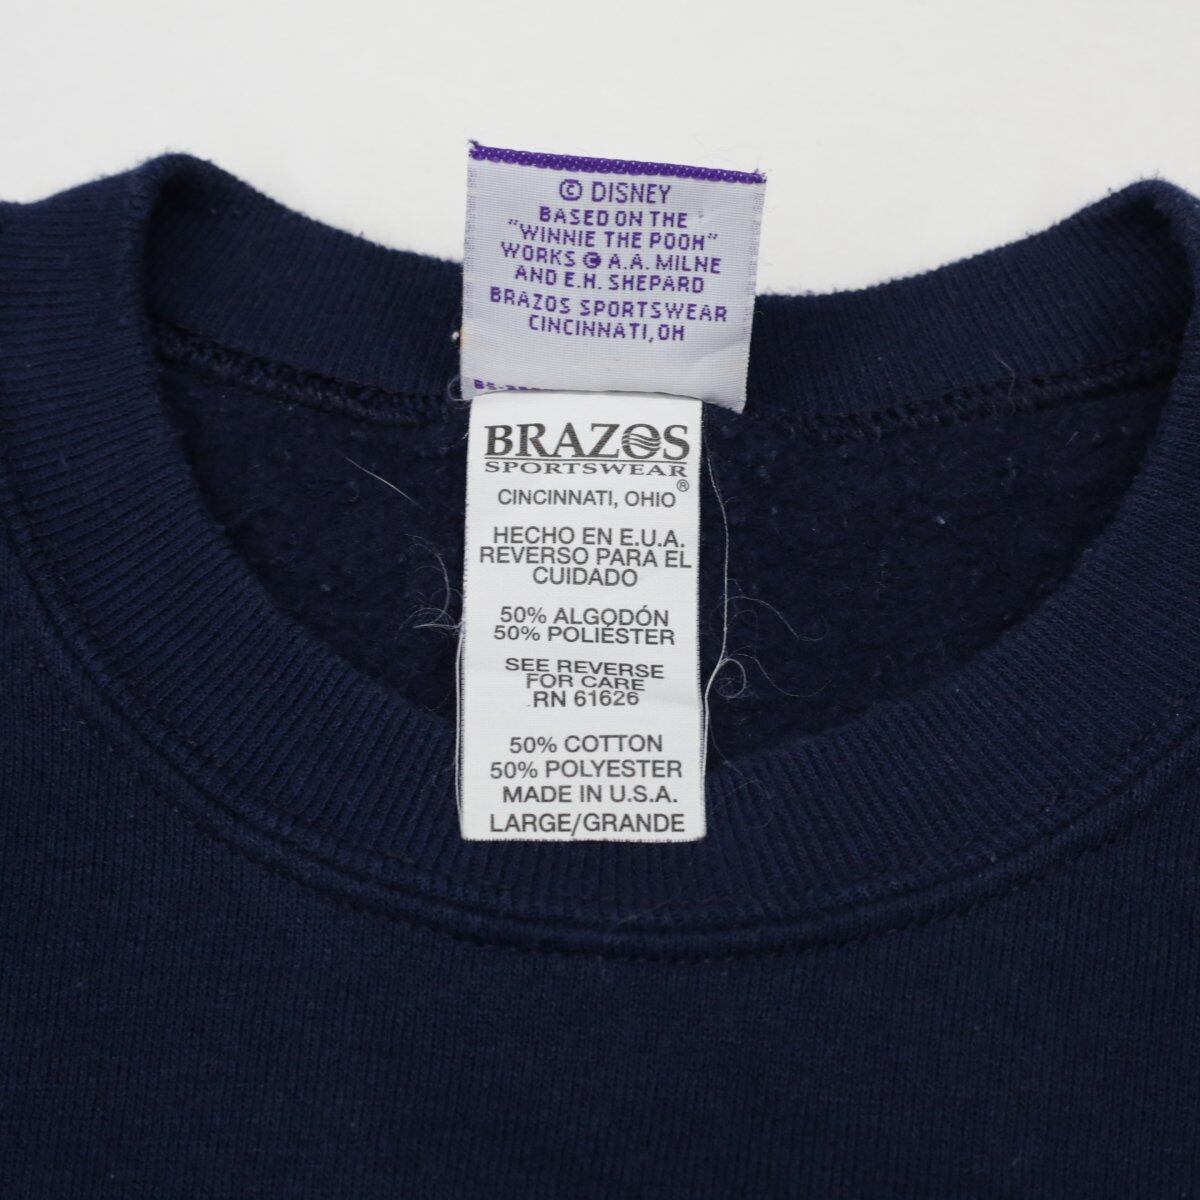 © DISNEY
BASED ON THE
"WINNIE THE POOH"
WORKS © A.A. MILNE
AND E.H. SHEPARD
BRAZOS SPORTSWEAR
CINCINNATI, OH
BRAZOS
SPORTSWEAR
®
CINCINNATI, OHIO
HECHO EN E.U.A.
REVERSO PARA EL
CUIDADO
50% ALGODÓN
50% POLIÉSTER
SEE REVERSE
FOR CARE
RN 61626
50% COTTON
50% POLYESTER
MADE IN U.S.A.
LARGE/GRANDE